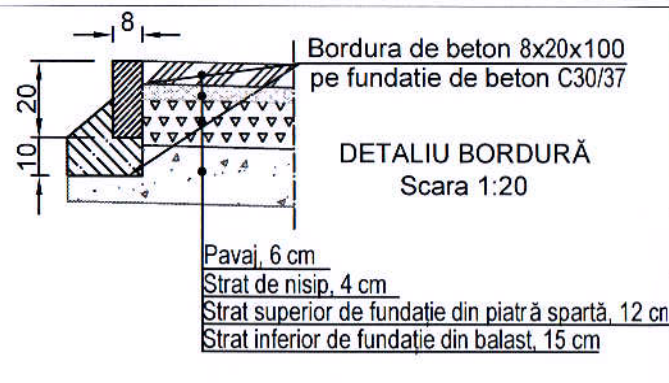 8
20
10
Bordura de beton 8x20x100
pe fundatie de beton C30/37
DETALIU BORDURĂ
Scara 1:20
Pavaj, 6 cm
Strat de nisip, 4 cm
Strat superior de fundație din piatră spartă, 12 cm
Strat inferior de fundație din balast, 15 cm